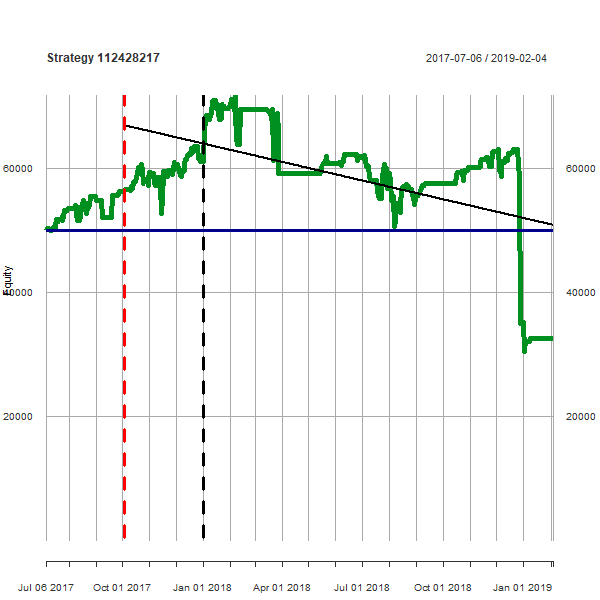 Strategy 112428217
2017-07-06 / 2019-02-04
60000
60000
Equity
40000
40000
20000
20000
Jul 06 2017
Oct 01 2017
Jan 01 2018
Apr 01 2018
Jul 01 2018
Oct 01 2018
Jan 01 2019